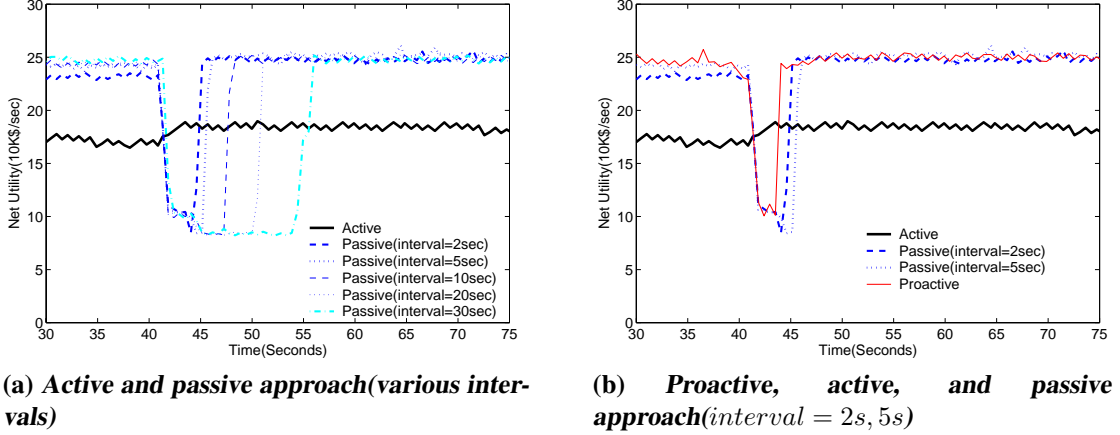 30
25
20
15
10
5
0
Net Utility(10K$/sec)
Active
Passive(interval=2sec)
Passive(interval=5sec)
Passive(interval=10sec)
Passive(interval=20sec)
Passive(interval=30sec)
30 35 40 45 50 55 60 65 70 75
Time(Seconds)
(a) Active and passive approach(various inter-
vals)
30
25
20
15
10
5
0
Net Utility(10K$/sec)
Active
Passive(interval=2sec)
Passive(interval=5sec)
Proactive
30 35 40 45 50 55 60 65 70 75
Time(Seconds)
(b) Proactive, active, and passive
approach(interval = 2s, 5s)